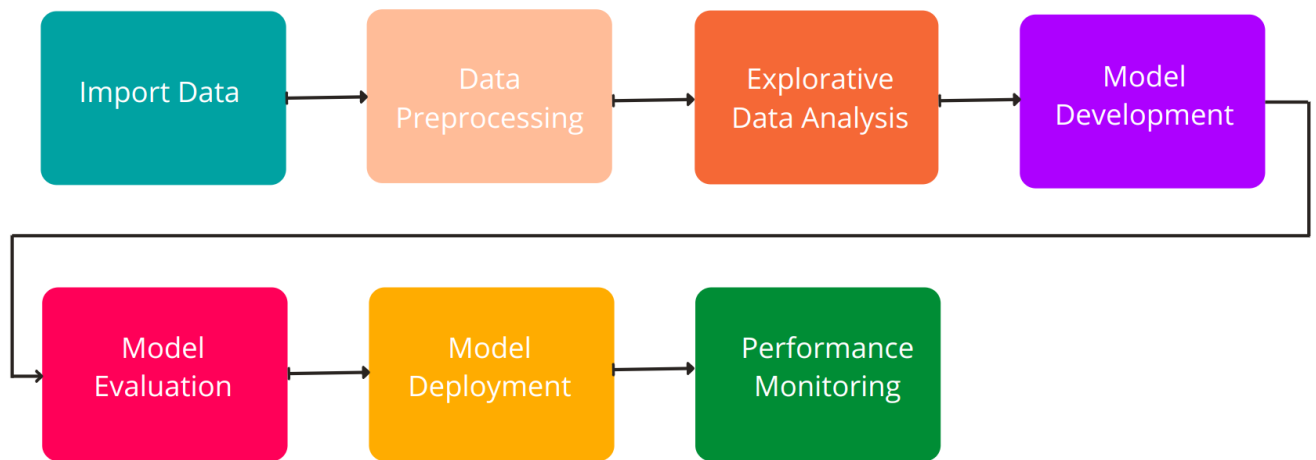 Import Data
Data
Preprocessing
Explorative
Data Analysis
Model
Development
Model
Evaluation
Model
Deployment
Performance
Monitoring